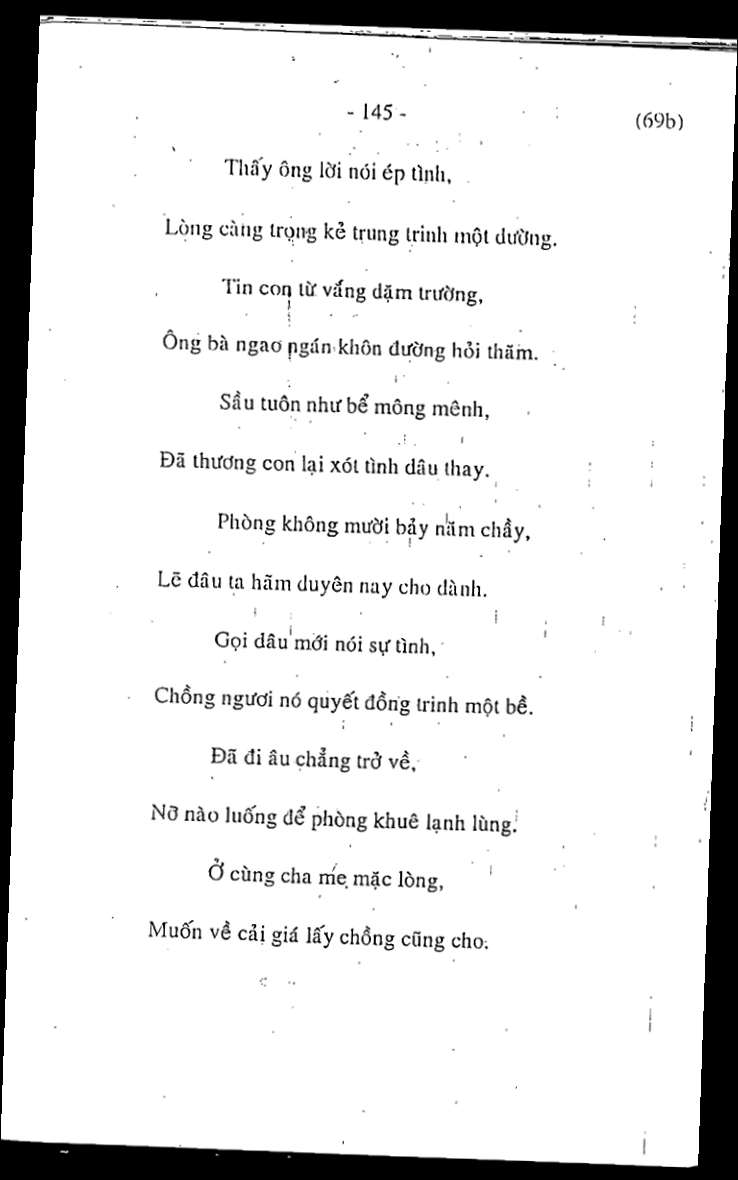 - 145 -
(69b)
Thấy ông lời nói ép tình,
Lòng càng trọng kẻ trung trinh một dường.
Tin con từ vắng dặm trường,
Ông bà ngao ngán khôn đường hỏi thăm.
Sầu tuôn như bể mông mênh,
Đã thương con lại xót tình dâu thay.
Phòng không mười bảy năm chầy,
Lẽ đâu ta hãm duyên nay cho dành.
Gọi dâu mới nói sự tình,
Chồng ngươi nó quyết đồng trinh một bề.
Đã đi âu chẳng trở về,
Nỡ nào luống để phòng khuê lạnh lùng.
Ở cùng cha mẹ mặc lòng,
Muốn về cải giá lấy chồng cũng cho.